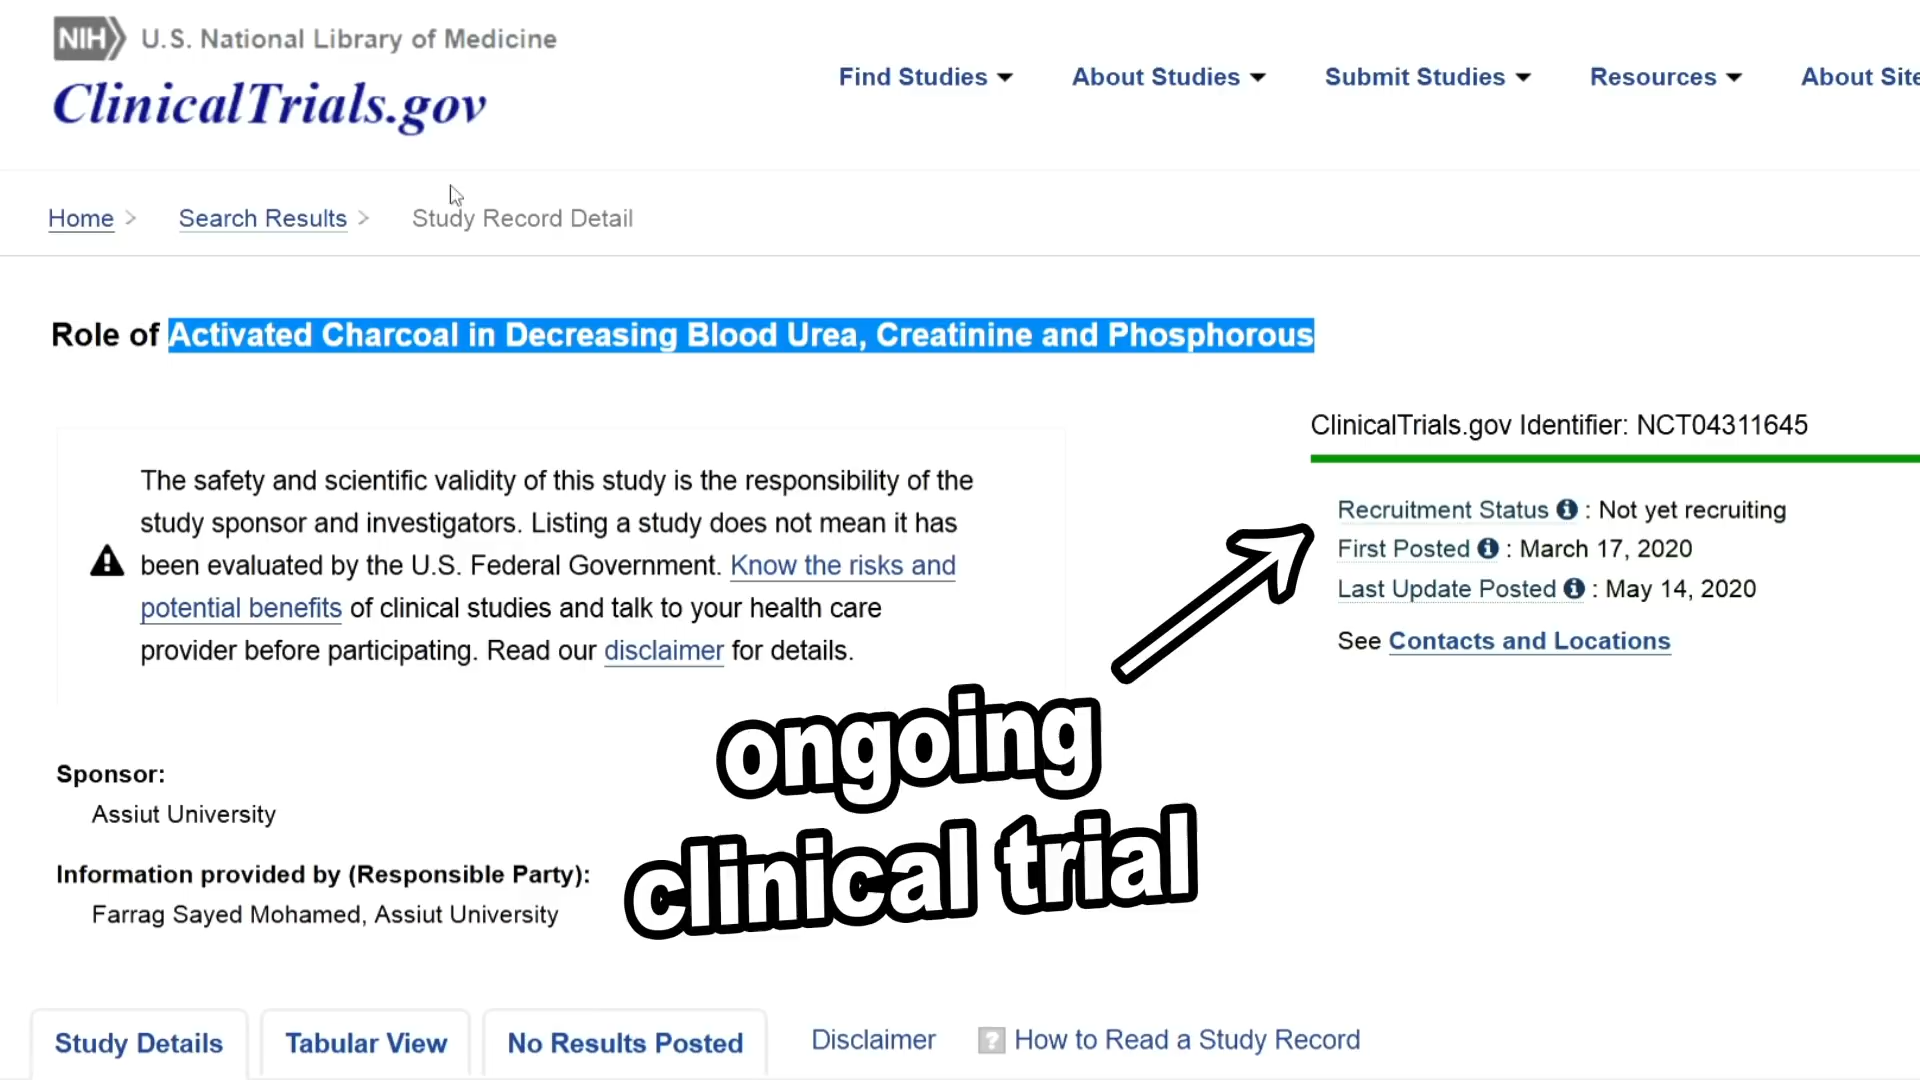 NIH U.S. National Library of Medicine
ClinicalTrials.gov
Find Studies About Studies Submit Studies Resources About Site
Home > Search Results > Study Record Detail
Role of Activated Charcoal in Decreasing Blood Urea, Creatinine and Phosphorous
The safety and scientific validity of this study is the responsibility of the
study sponsor and investigators. Listing a study does not mean it has
been evaluated by the U.S. Federal Government. Know the risks and
potential benefits of clinical studies and talk to your health care
provider before participating. Read our disclaimer for details.
ClinicalTrials.gov Identifier: NCT04311645
Recruitment Status : Not yet recruiting
First Posted : March 17, 2020
Last Update Posted : May 14, 2020
See Contacts and Locations
ongoing
clinical trial
Sponsor:
Assiut University
Information provided by (Responsible Party):
Farrag Sayed Mohamed, Assiut University
Study Details Tabular View No Results Posted Disclaimer ? How to Read a Study Record